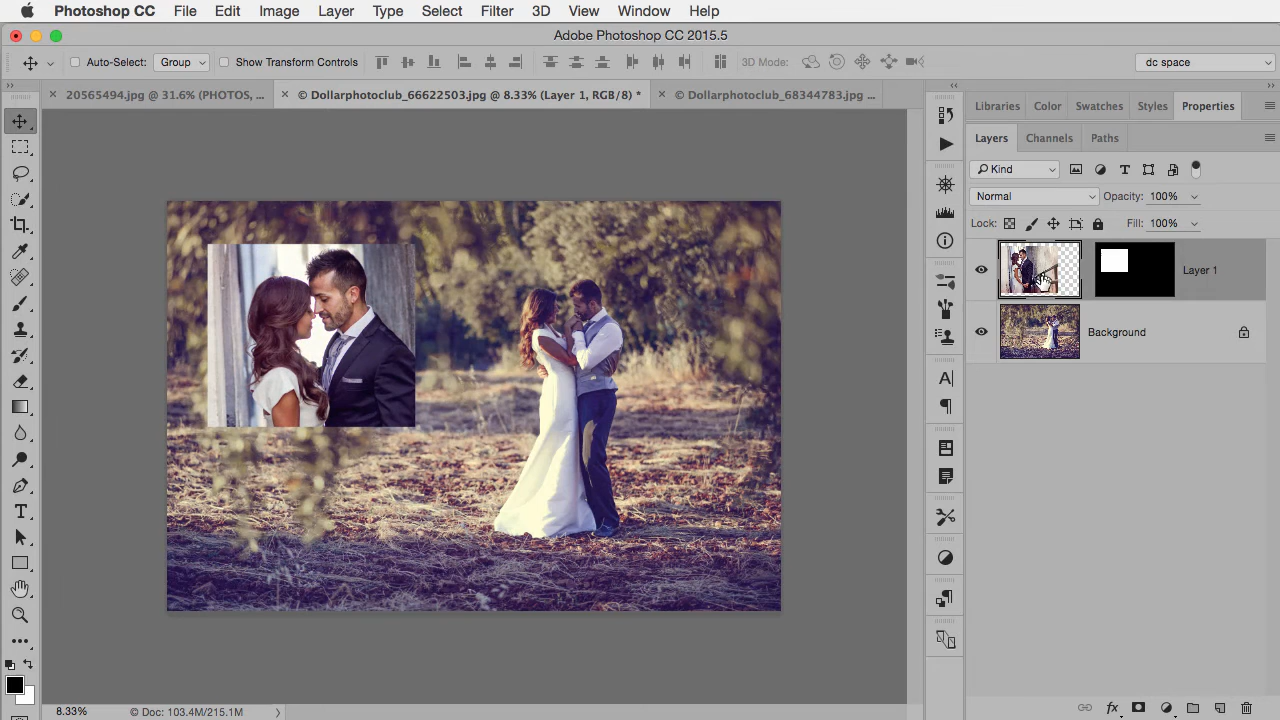 Photoshop CC File Edit Image Layer Type Select Filter 3D View Window Help
Adobe Photoshop CC 2015.5
Auto-Select: Group Show Transform Controls 3D Mode: dc space
20565494.jpg @ 31.6% (PHOTOS, ... © Dollarphotoclub_66622593.jpg @ 8.33% (Layer 1, RGB/8) * © Dollarphotoclub_68344783.jpg ...
Libraries Color Swatches Styles Properties
Layers Channels Paths
Kind
Normal Opacity: 100%
Lock: Fill: 100%
Layer 1
Background
8.33% © Doc: 103.4M/215.1M